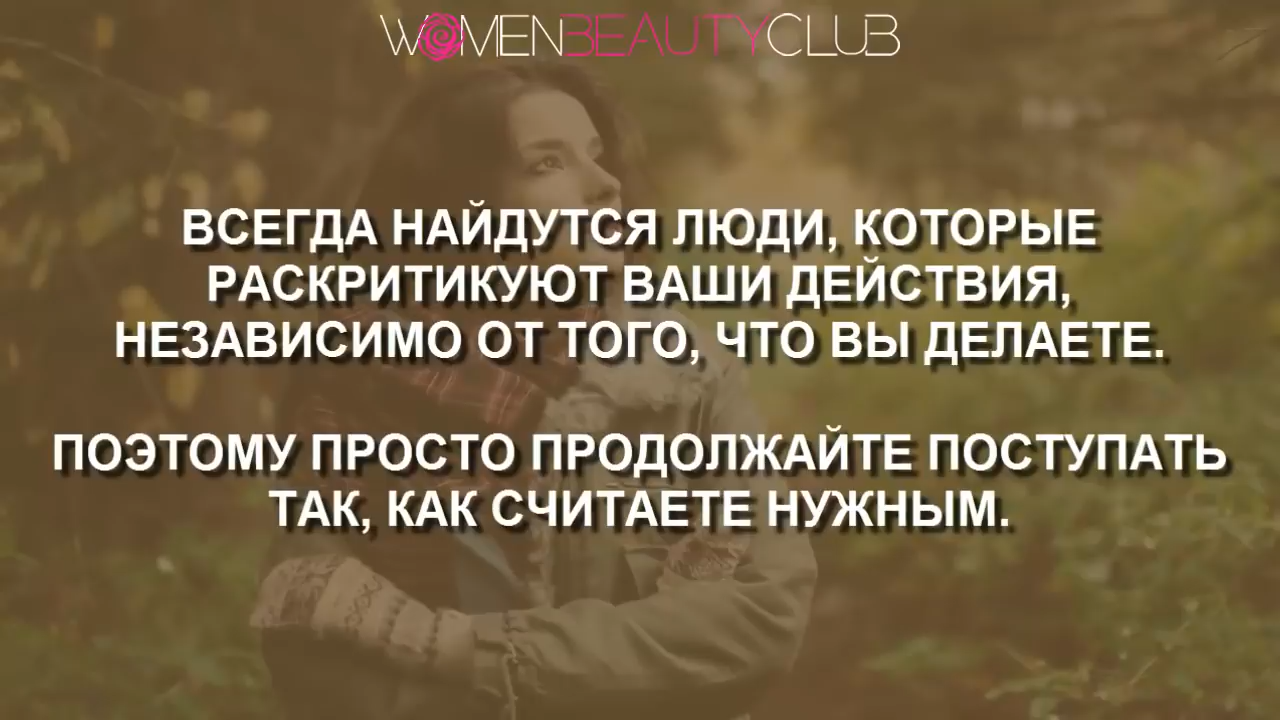 WOMENBEAUTYCLUB
ВСЕГДА НАЙДУТСЯ ЛЮДИ, КОТОРЫЕ
РАСКРИТИКУЮТ ВАШИ ДЕЙСТВИЯ,
НЕЗАВИСИМО ОТ ТОГО, ЧТО ВЫ ДЕЛАЕТЕ.
ПОЭТОМУ ПРОСТО ПРОДОЛЖАЙТЕ ПОСТУПАТЬ
ТАК, КАК СЧИТАЕТЕ НУЖНЫМ.